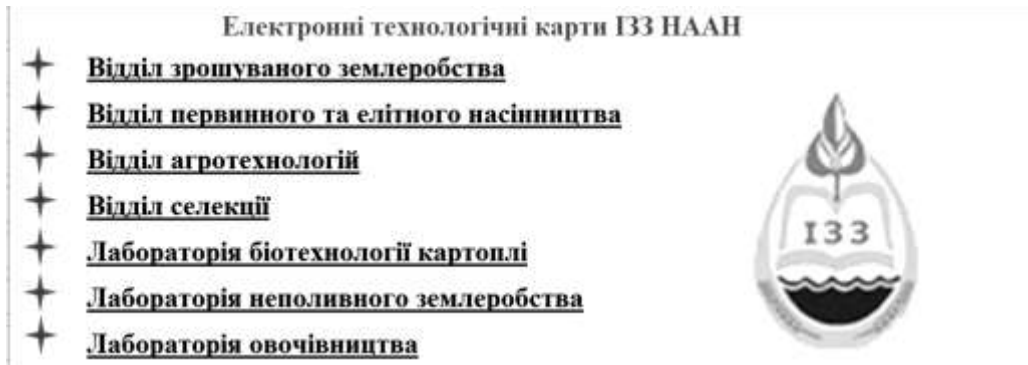 Електронні технологічні карти ІЗЗ НААН
Відділ зрошуваного землеробства
Відділ первинного та елітного насінництва
Відділ агротехнологій
Відділ селекції
Лабораторія біотехнології картоплі
Лабораторія неполивного землеробства
Лабораторія овочівництва
ІЗЗ